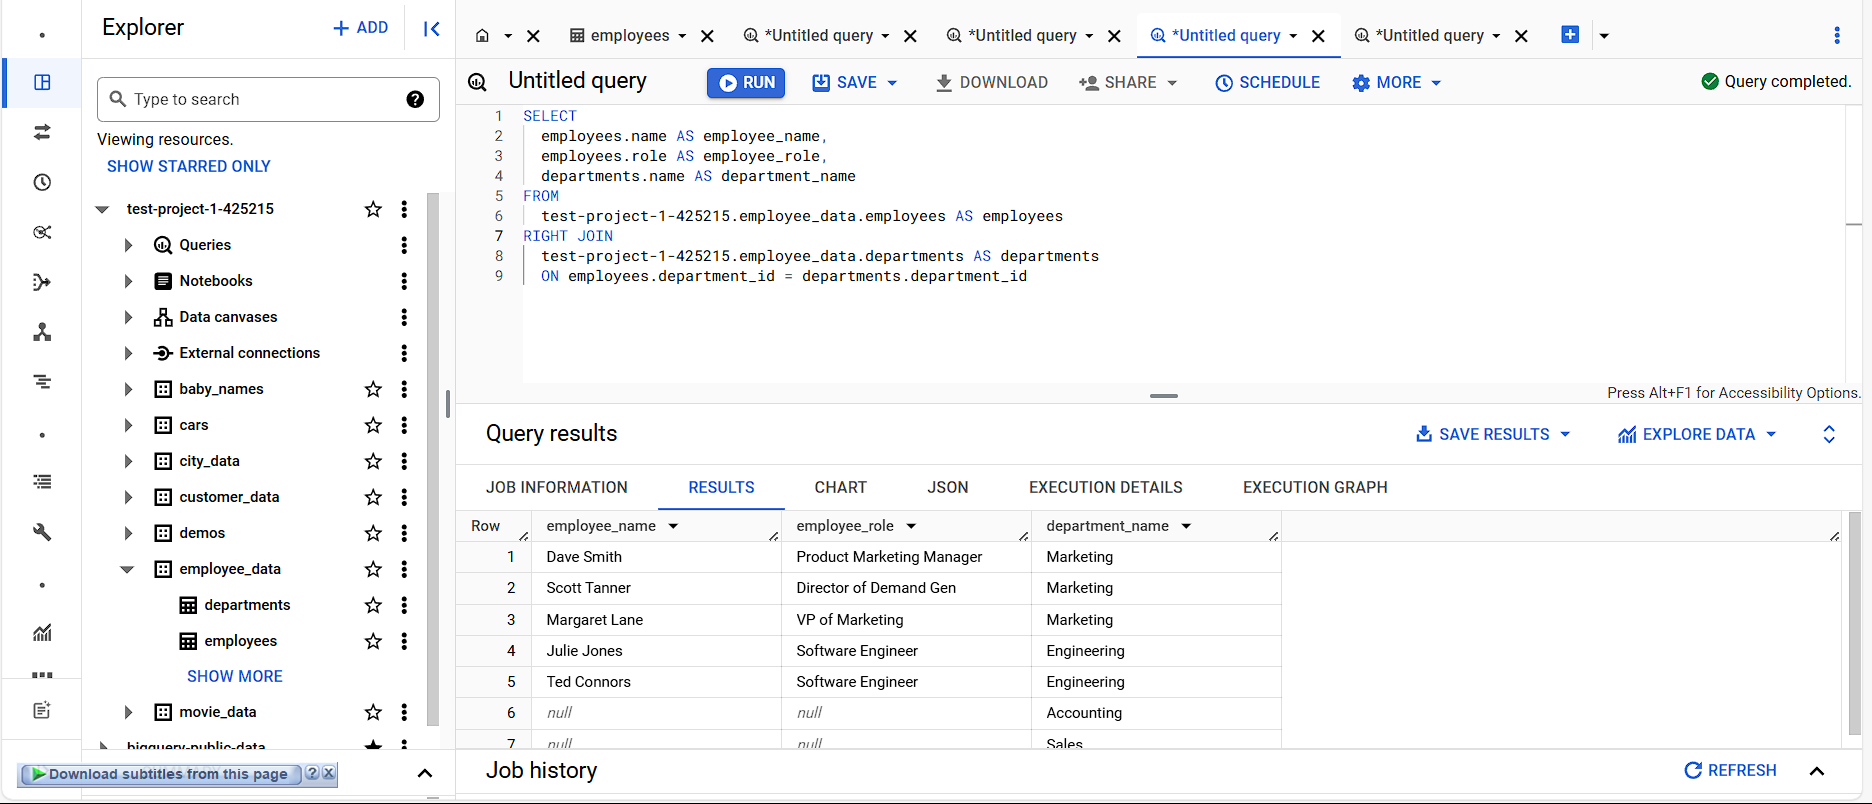 Explorer
+ ADD
Type to search
Viewing resources.
SHOW STARRED ONLY
test-project-1-425215
Queries
Notebooks
Data canvases
External connections
baby_names
cars
city_data
customer_data
demos
employee_data
departments
employees
SHOW MORE
movie_data
bigquery-public-data
Download subtitles from this page ? X
employees
*Untitled query
*Untitled query
*Untitled query
*Untitled query
Untitled query
RUN
SAVE
DOWNLOAD
SHARE
SCHEDULE
MORE
Query completed.
1 SELECT
2 employees.name AS employee_name,
3 employees.role AS employee_role,
4 departments.name AS department_name
5 FROM
6 test-project-1-425215.employee_data.employees AS employees
7 RIGHT JOIN
8 test-project-1-425215.employee_data.departments AS departments
9 ON employees.department_id = departments.department_id
Press Alt+F1 for Accessibility Options.
Query results
SAVE RESULTS
EXPLORE DATA
JOB INFORMATION RESULTS CHART JSON EXECUTION DETAILS EXECUTION GRAPH
Row employee_name employee_role department_name
1 Dave Smith Product Marketing Manager Marketing
2 Scott Tanner Director of Demand Gen Marketing
3 Margaret Lane VP of Marketing Marketing
4 Julie Jones Software Engineer Engineering
5 Ted Connors Software Engineer Engineering
6 null null Accounting
7 null null Sales
Job history
REFRESH